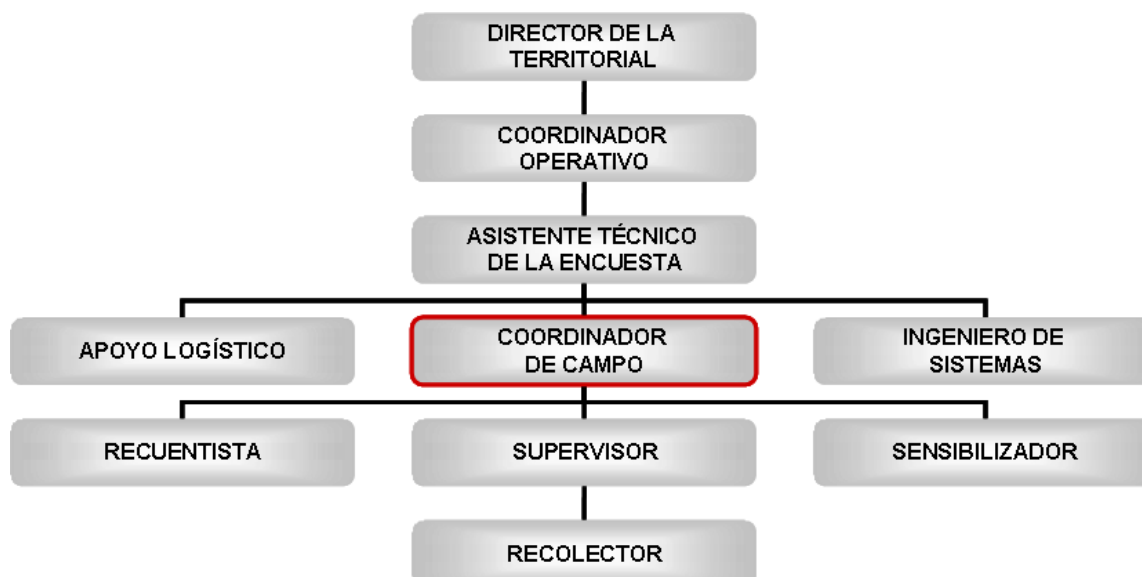 DIRECTOR DE LA
TERRITORIAL
COORDINADOR
OPERATIVO
ASISTENTE TÉCNICO
DE LA ENCUESTA
APOYO LOGÍSTICO
COORDINADOR
DE CAMPO
INGENIERO DE
SISTEMAS
RECUENTISTA
SUPERVISOR
SENSIBILIZADOR
RECOLECTOR